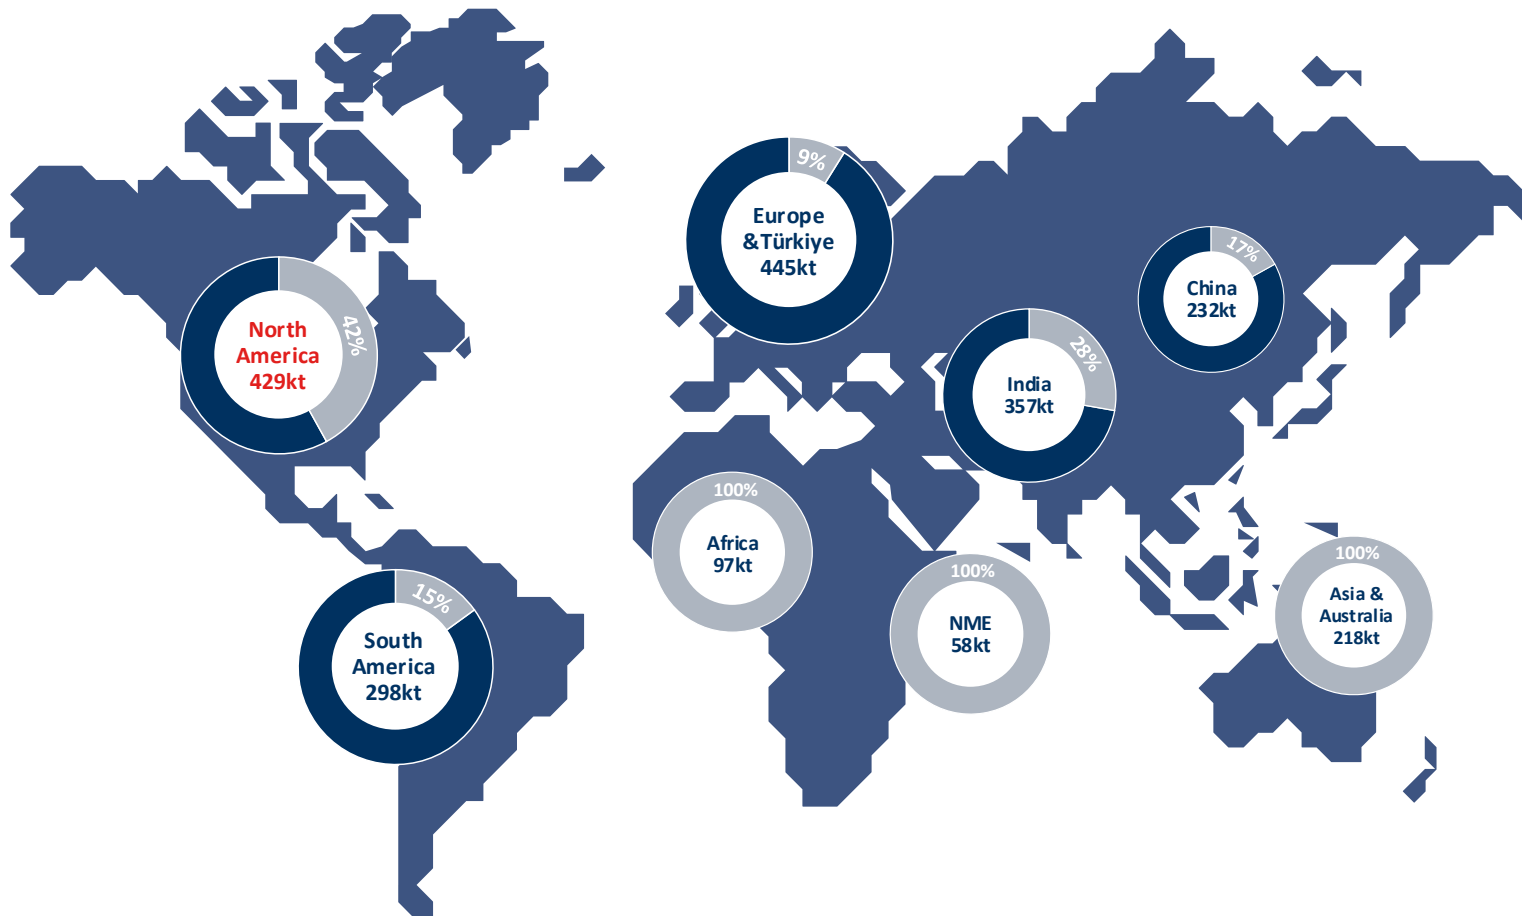 9%
Europe
&Türkiye
445kt
17%
China
232kt
42%
North
America
429kt
28%
India
357kt
100%
Africa
97kt
100%
NME
58kt
100%
Asia &
Australia
218kt
15%
South
America
298kt